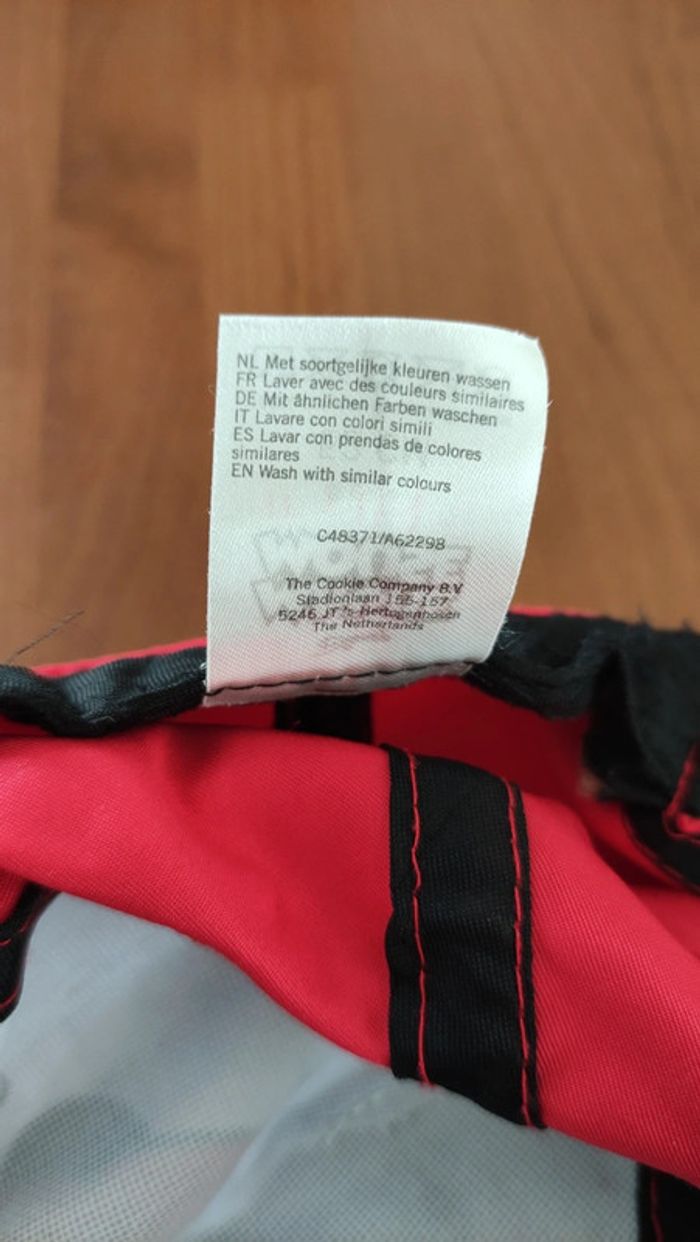 NL Met soortgelijke kleuren wassen
FR Laver avec des couleurs similaires
DE Mit ähnlichen Farben waschen
IT Lavare con colori simili
ES Lavar con prendas de colores
similares
EN Wash with similar colours
C48371/A62298
The Cookie Company B.V
Stadionlaan 155-157
5246 JT 's-Hertogenbosch
The Netherlands